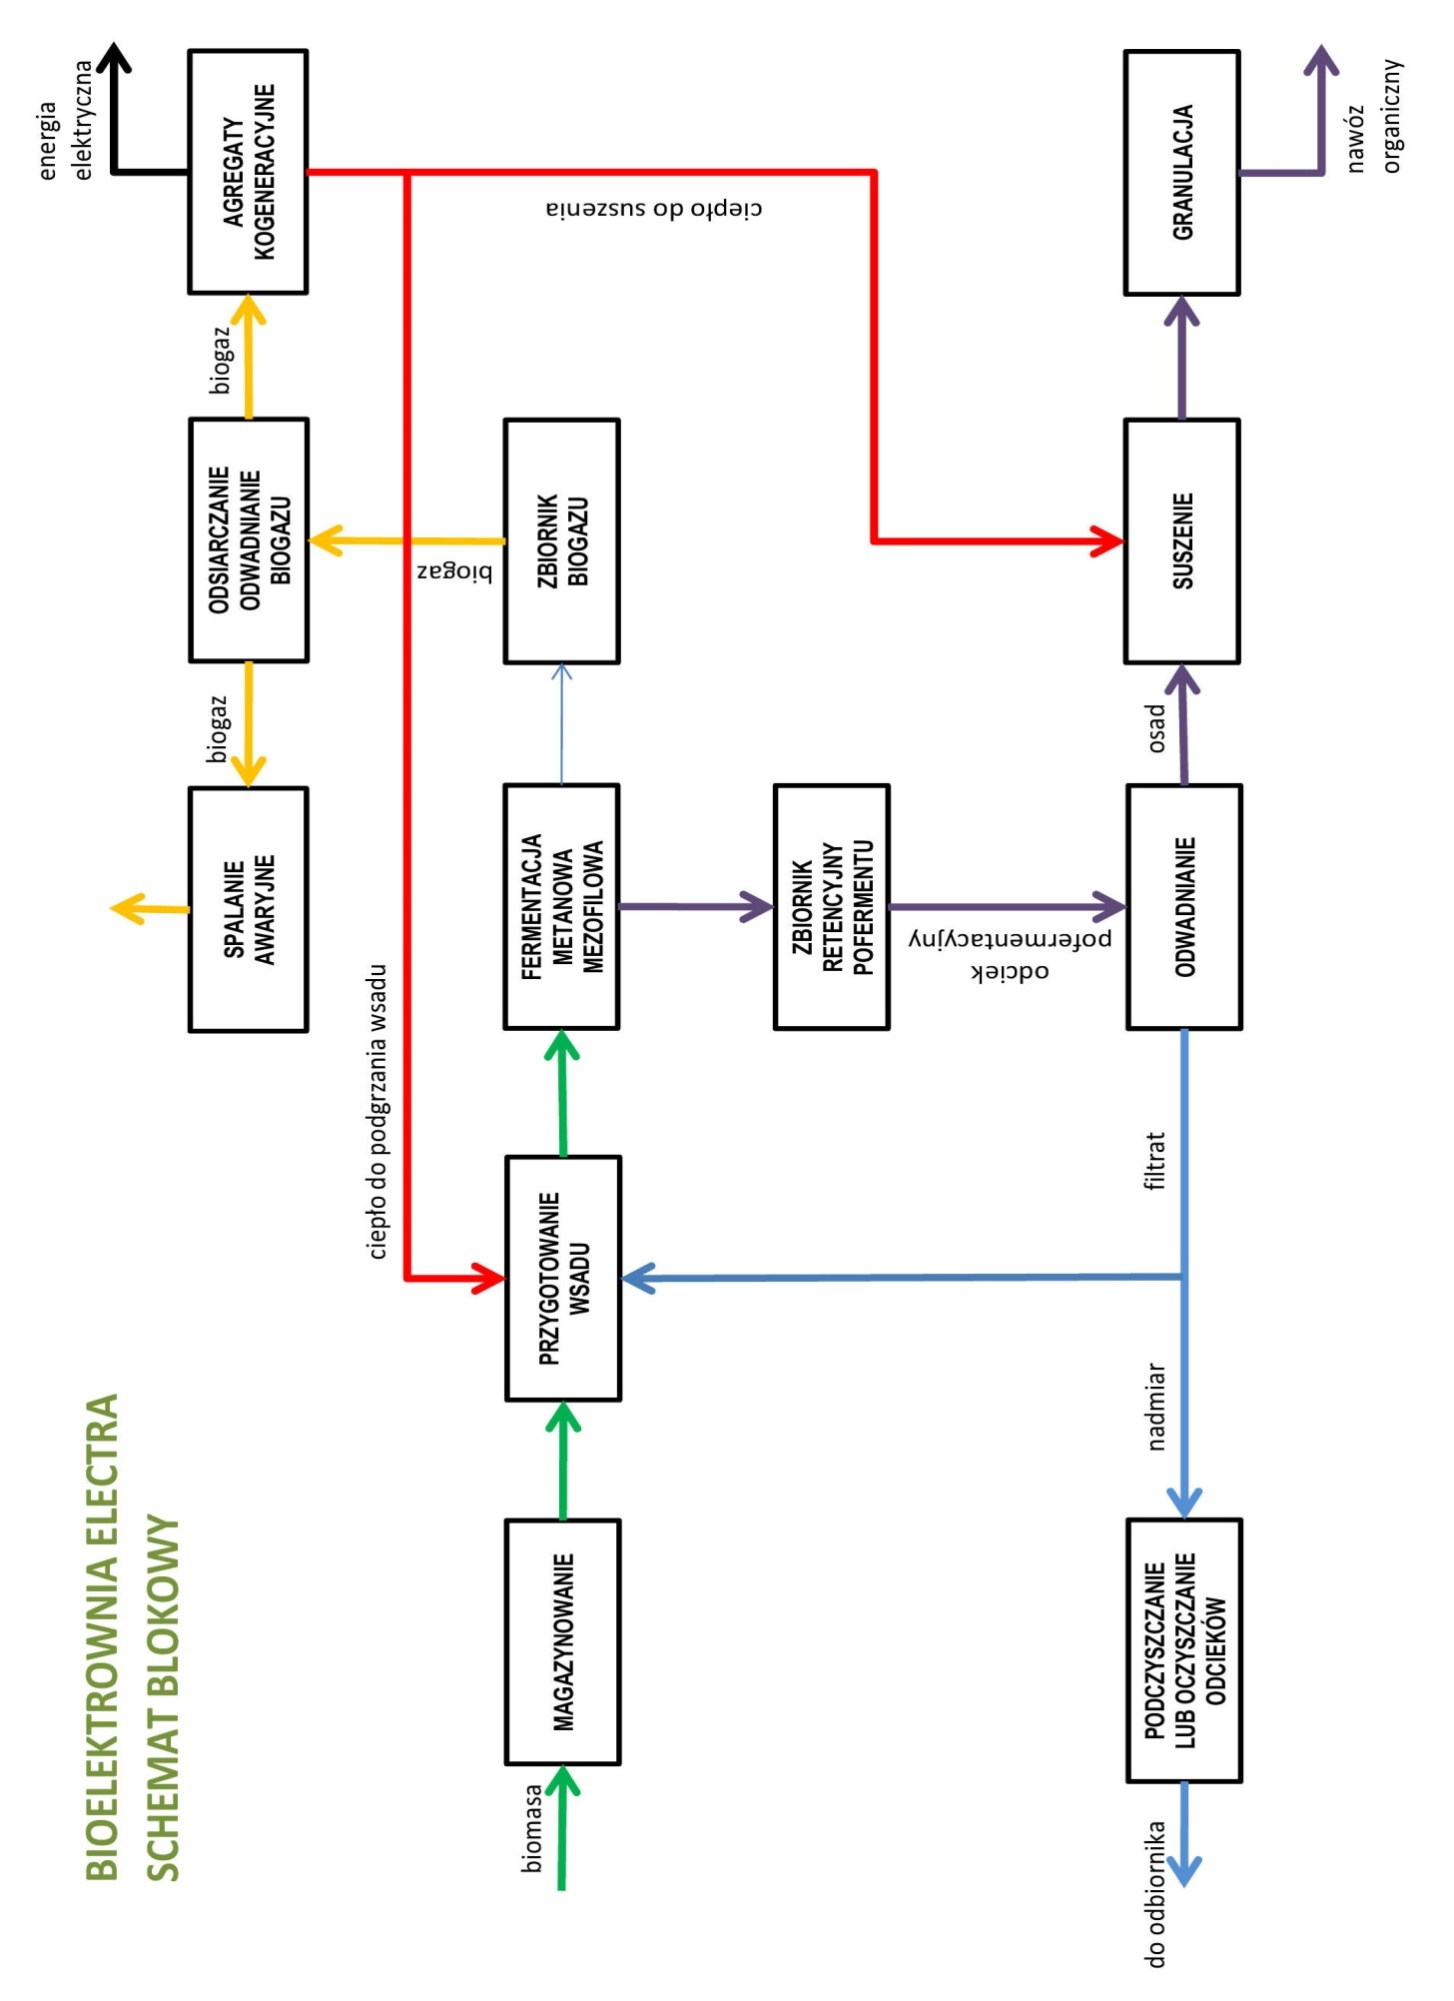 BIOELEKTROWNIA ELECTRA
SCHEMAT BLOKOWY
energia
elektryczna
SPALANIE
AWARYJNE
biogaz
ODSIARCZANIE
ODWADNIANIE
BIOGAZU
biogaz
AGREGATY
KOGENERACYJNE
ciepło do podgrzania wsadu
biogaz
ciepło do suszenia
biomasa
MAGAZYNOWANIE
PRZYGOTOWANIE
WSADU
FERMENTACJA
METANOWA
MEZOFILOWA
ZBIORNIK
BIOGAZU
ZBIORNIK
RETENCYJNY
POFERMENTU
odciek
pofermentacyjny
do odbiornika
PODCZYSZCZANIE
LUB OCZYSZCZANIE
ODCIEKÓW
nadmiar
filtrat
ODWADNIANIE
osad
SUSZENIE
GRANULACJA
nawóz
organiczny